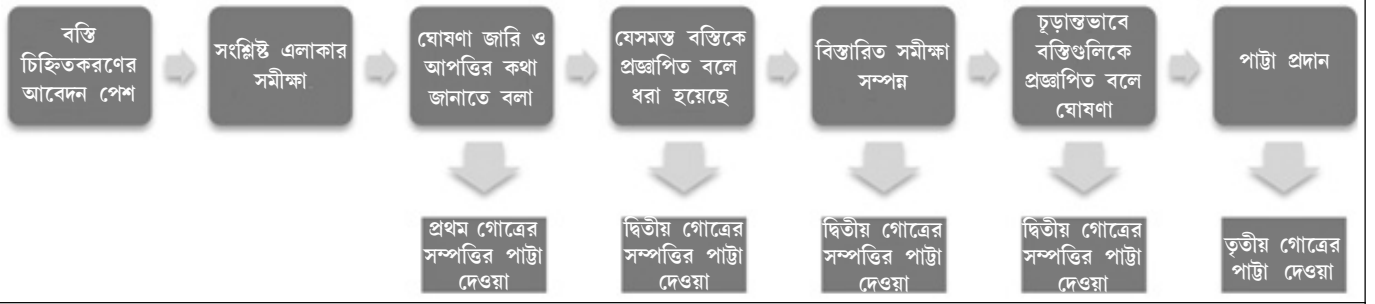 বস্তি
চিহ্নিতকরণের
আবেদন পেশ
সংশ্লিষ্ট এলাকার
সমীক্ষা
ঘোষণা জারি ও
আপত্তির কথা
জানাতে বলা
যেসমস্ত বস্তিকে
প্রজ্ঞাপিত বলে
ধরা হয়েছে
বিস্তারিত সমীক্ষা
সম্পন্ন
চূড়ান্তভাবে
বস্তিগুলিকে
প্রজ্ঞাপিত বলে
ঘোষণা
পাট্টা প্রদান
প্রথম গোত্রের
সম্পত্তির পাট্টা
দেওয়া
দ্বিতীয় গোত্রের
সম্পত্তির পাট্টা
দেওয়া
দ্বিতীয় গোত্রের
সম্পত্তির পাট্টা
দেওয়া
দ্বিতীয় গোত্রের
সম্পত্তির পাট্টা
দেওয়া
তৃতীয় গোত্রের
পাট্টা দেওয়া